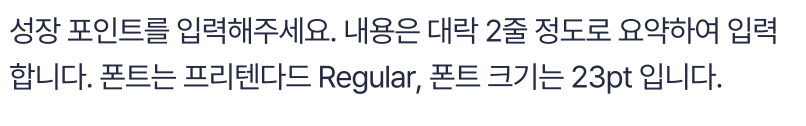 성장 포인트를 입력해주세요. 내용은 대략 2줄 정도로 요약하여 입력
합니다. 폰트는 프리텐다드 Regular, 폰트 크기는 23pt 입니다.